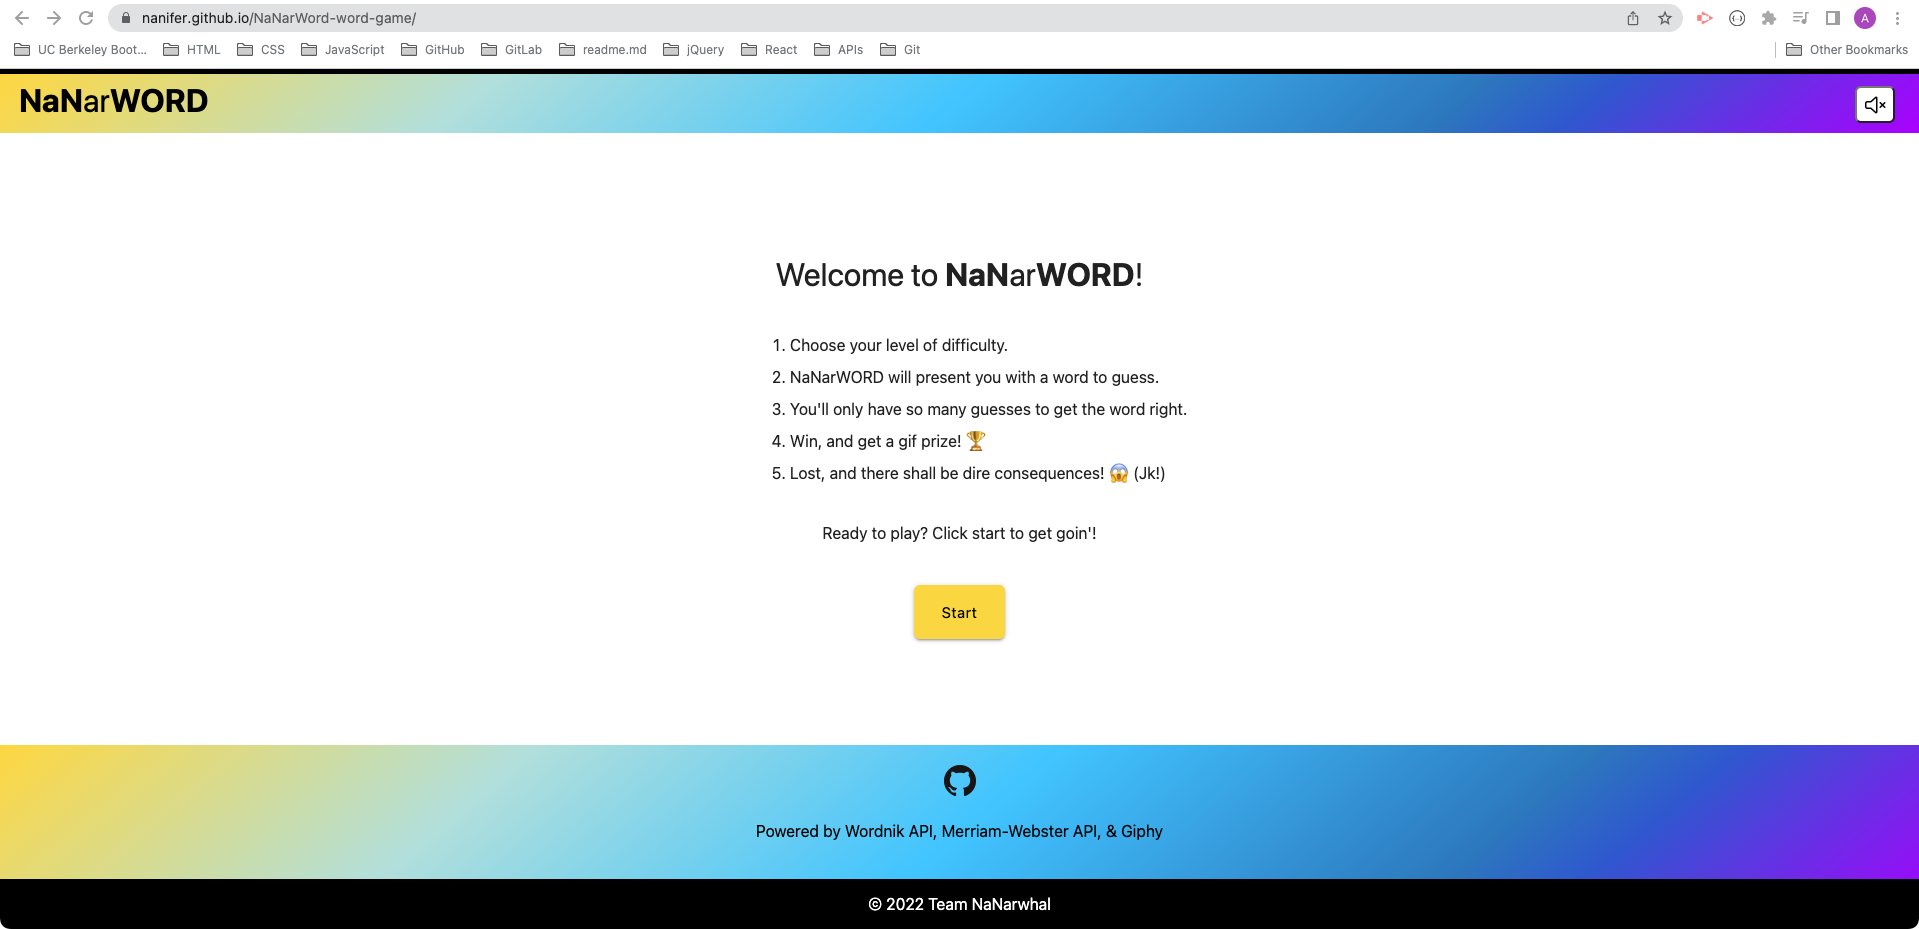 nanifer.github.io/NaNarWord-word-game/
A
UC Berkeley Boot... HTML CSS JavaScript GitHub GitLab readme.md jQuery React APIs Git Other Bookmarks
NaNarWORD
Welcome to NaNarWORD!
1. Choose your level of difficulty.
2. NaNarWORD will present you with a word to guess.
3. You'll only have so many guesses to get the word right.
4. Win, and get a gif prize! 🏆
5. Lost, and there shall be dire consequences! 😱 (Jk!)
Ready to play? Click start to get goin'!
Start
Powered by Wordnik API, Merriam-Webster API, & Giphy
© 2022 Team NaNarwhal